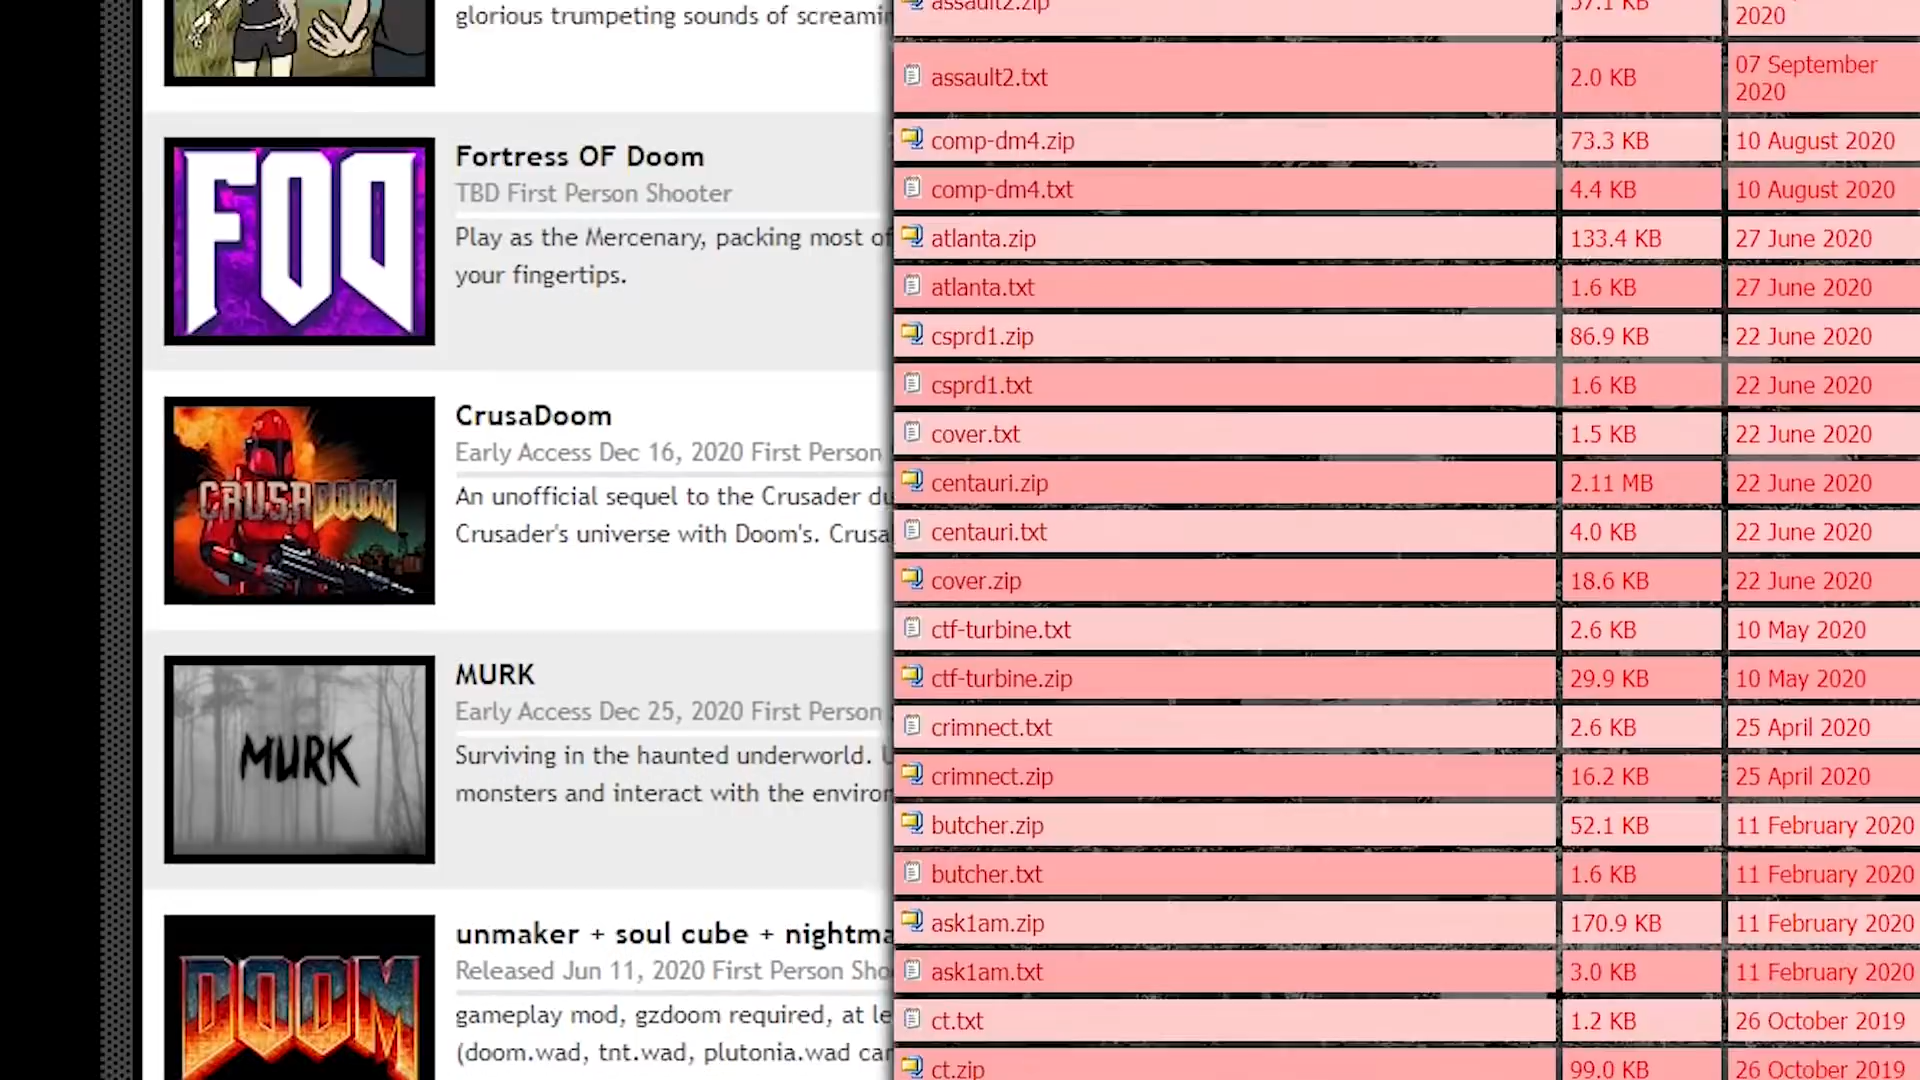 glorious trumpeting sounds of screamin
FOD
Fortress OF Doom
TBD First Person Shooter
Play as the Mercenary, packing most of
your fingertips.
CRUSADOOM
CrusaDoom
Early Access Dec 16, 2020 First Person
An unofficial sequel to the Crusader du
Crusader's universe with Doom's. Crusa
MURK
MURK
Early Access Dec 25, 2020 First Person
Surviving in the haunted underworld. U
monsters and interact with the environ
DOOM
unmaker + soul cube + nightma
Released Jun 11, 2020 First Person Sho
gameplay mod, gzdoom required, at le
(doom.wad, tnt.wad, plutonia.wad can
assault2.zip 57.1 KB
2020
assault2.txt 2.0 KB 07 September
2020
comp-dm4.zip 73.3 KB 10 August 2020
comp-dm4.txt 4.4 KB 10 August 2020
atlanta.zip 133.4 KB 27 June 2020
atlanta.txt 1.6 KB 27 June 2020
csprd1.zip 86.9 KB 22 June 2020
csprd1.txt 1.6 KB 22 June 2020
cover.txt 1.5 KB 22 June 2020
centauri.zip 2.11 MB 22 June 2020
centauri.txt 4.0 KB 22 June 2020
cover.zip 18.6 KB 22 June 2020
ctf-turbine.txt 2.6 KB 10 May 2020
ctf-turbine.zip 29.9 KB 10 May 2020
crimnect.txt 2.6 KB 25 April 2020
crimnect.zip 16.2 KB 25 April 2020
butcher.zip 52.1 KB 11 February 2020
butcher.txt 1.6 KB 11 February 2020
ask1am.zip 170.9 KB 11 February 2020
ask1am.txt 3.0 KB 11 February 2020
ct.txt 1.2 KB 26 October 2019
ct.zip 99.0 KB 26 October 2019